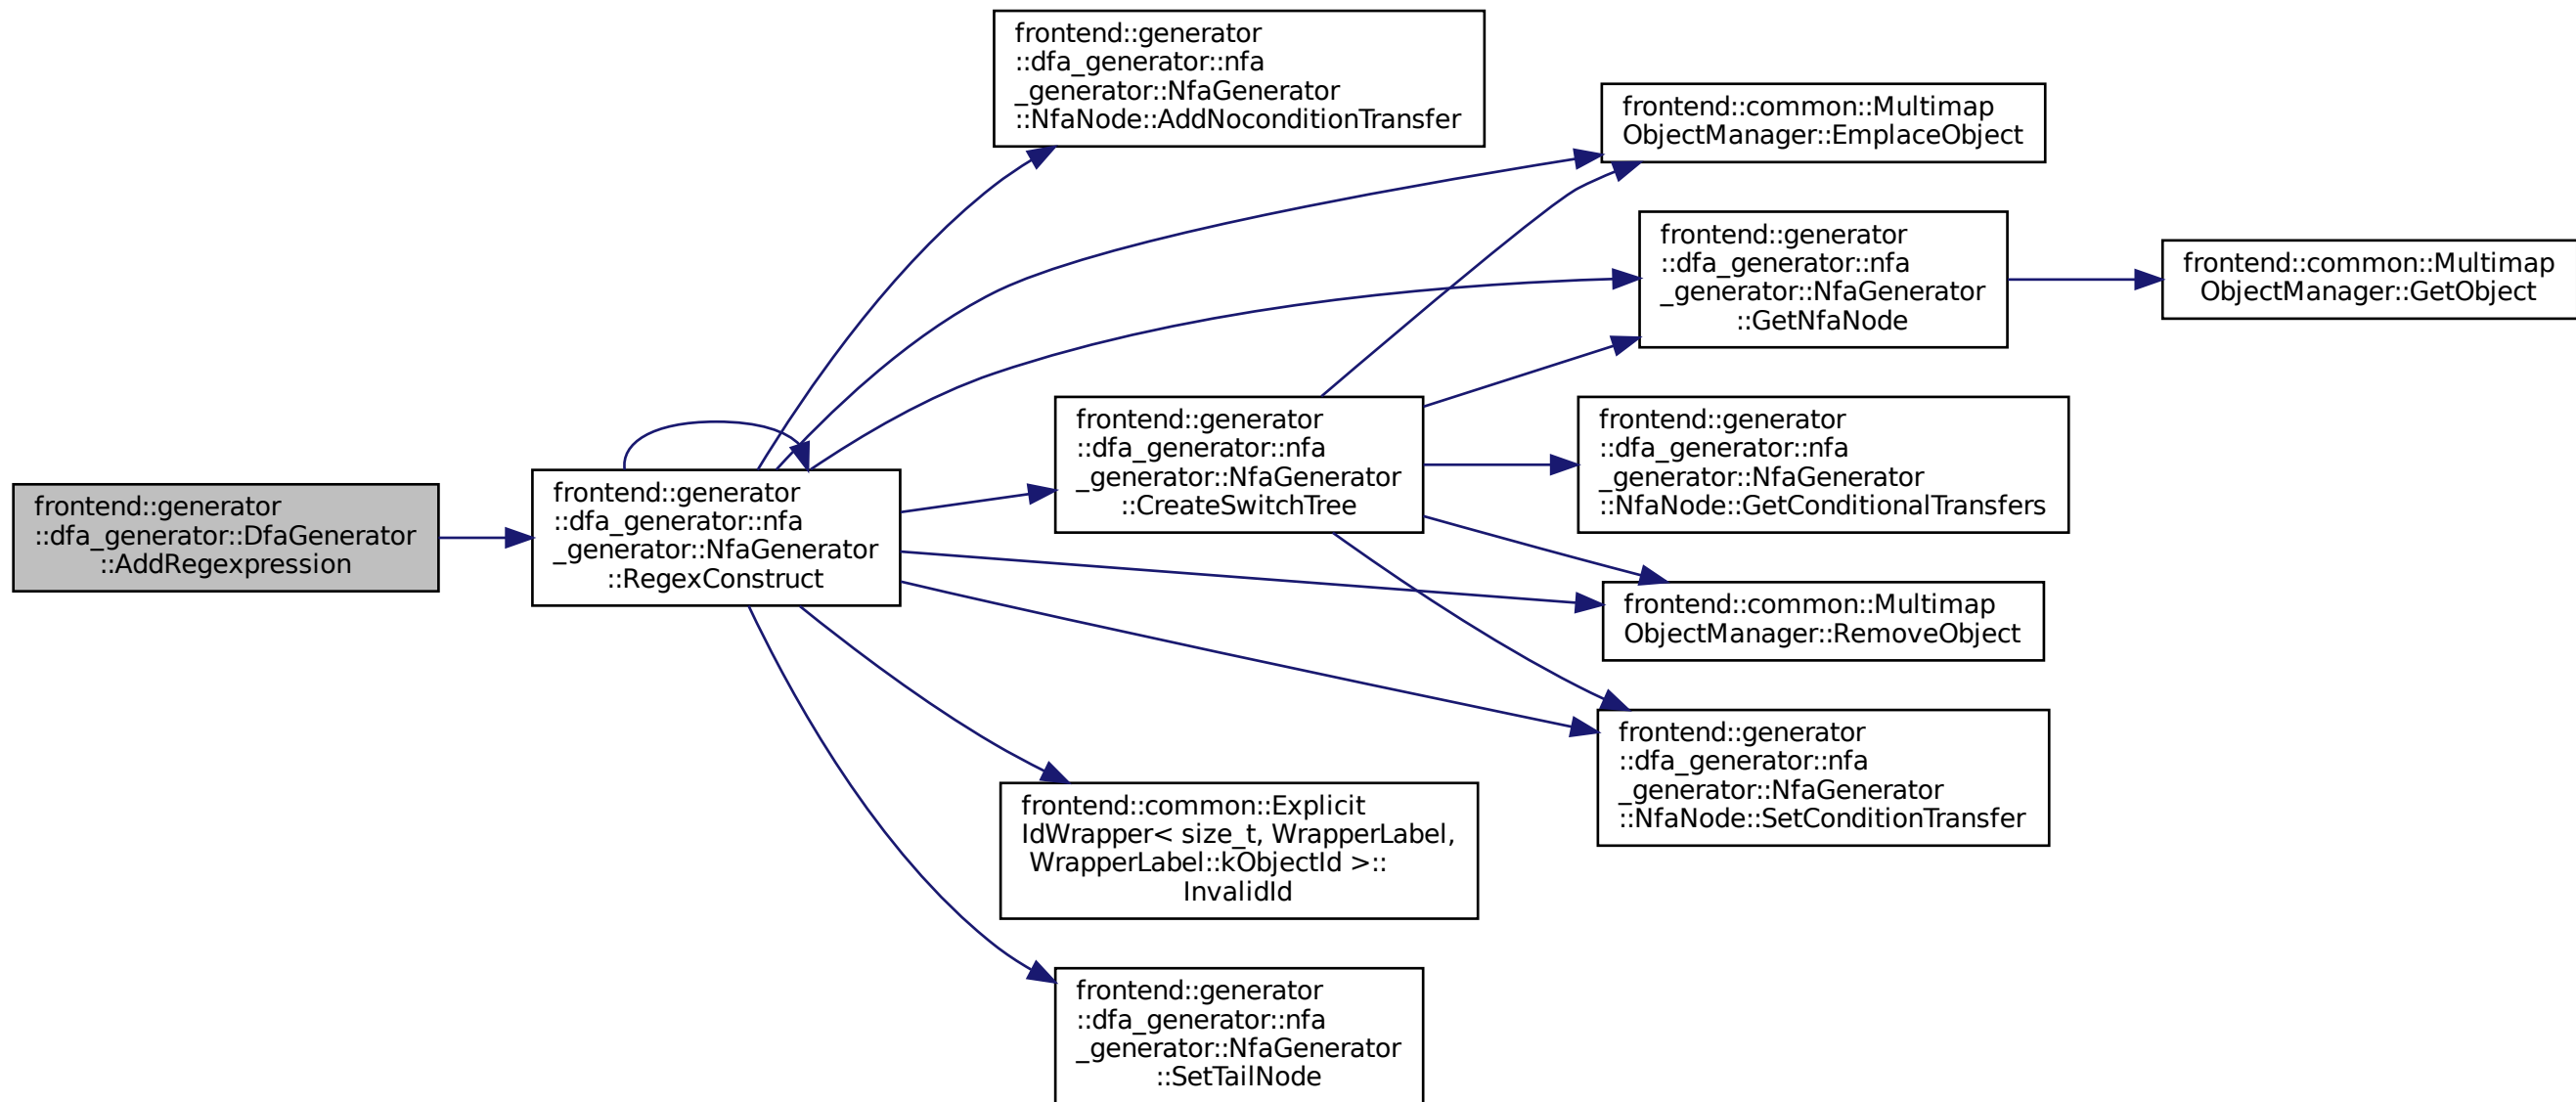 frontend::generator
::dfa_generator::DfaGenerator
::AddRegexpression
frontend::generator
::dfa_generator::nfa
_generator::NfaGenerator
::RegexConstruct
frontend::generator
::dfa_generator::nfa
_generator::NfaGenerator
::NfaNode::AddNoconditionTransfer
frontend::common::Multimap
ObjectManager::EmplaceObject
frontend::generator
::dfa_generator::nfa
_generator::NfaGenerator
::GetNfaNode
frontend::common::Multimap
ObjectManager::GetObject
frontend::generator
::dfa_generator::nfa
_generator::NfaGenerator
::CreateSwitchTree
frontend::generator
::dfa_generator::nfa
_generator::NfaGenerator
::NfaNode::GetConditionalTransfers
frontend::common::Multimap
ObjectManager::RemoveObject
frontend::generator
::dfa_generator::nfa
_generator::NfaGenerator
::NfaNode::SetConditionTransfer
frontend::common::Explicit
IdWrapper< size_t, WrapperLabel,
WrapperLabel::kObjectId >::
InvalidId
frontend::generator
::dfa_generator::nfa
_generator::NfaGenerator
::SetTailNode